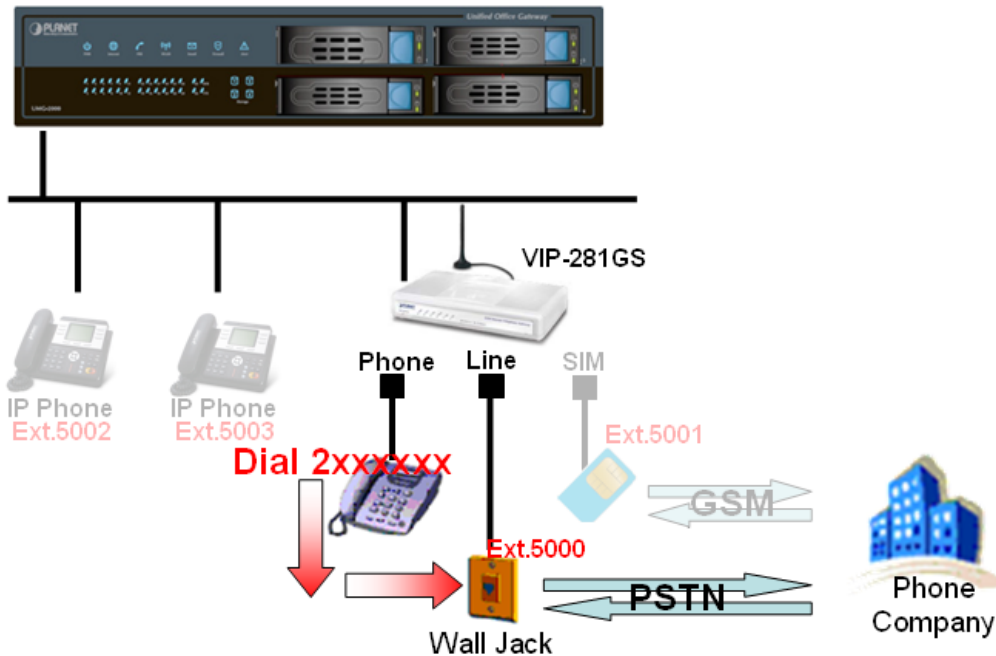 PLANET
Unified Office Gateway
VIP-281GS
Phone
Line
SIM
IP Phone
Ext.5002
IP Phone
Ext.5003
Ext.5001
Dial 2xxxxxx
GSM
Ext.5000
PSTN
Wall Jack
Phone
Company